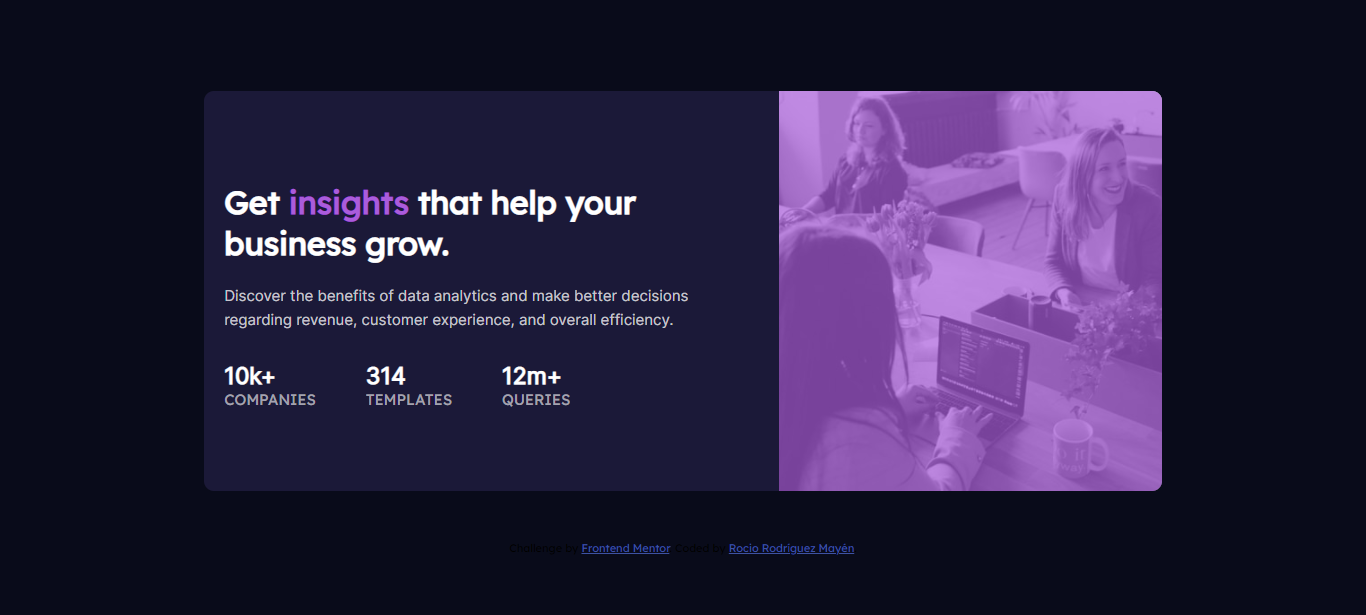 Get insights that help your
business grow.
Discover the benefits of data analytics and make better decisions
regarding revenue, customer experience, and overall efficiency.
10k+ 314 12m+
COMPANIES TEMPLATES QUERIES
Challenge by Frontend Mentor. Coded by Rocio Rodriguez Mayén